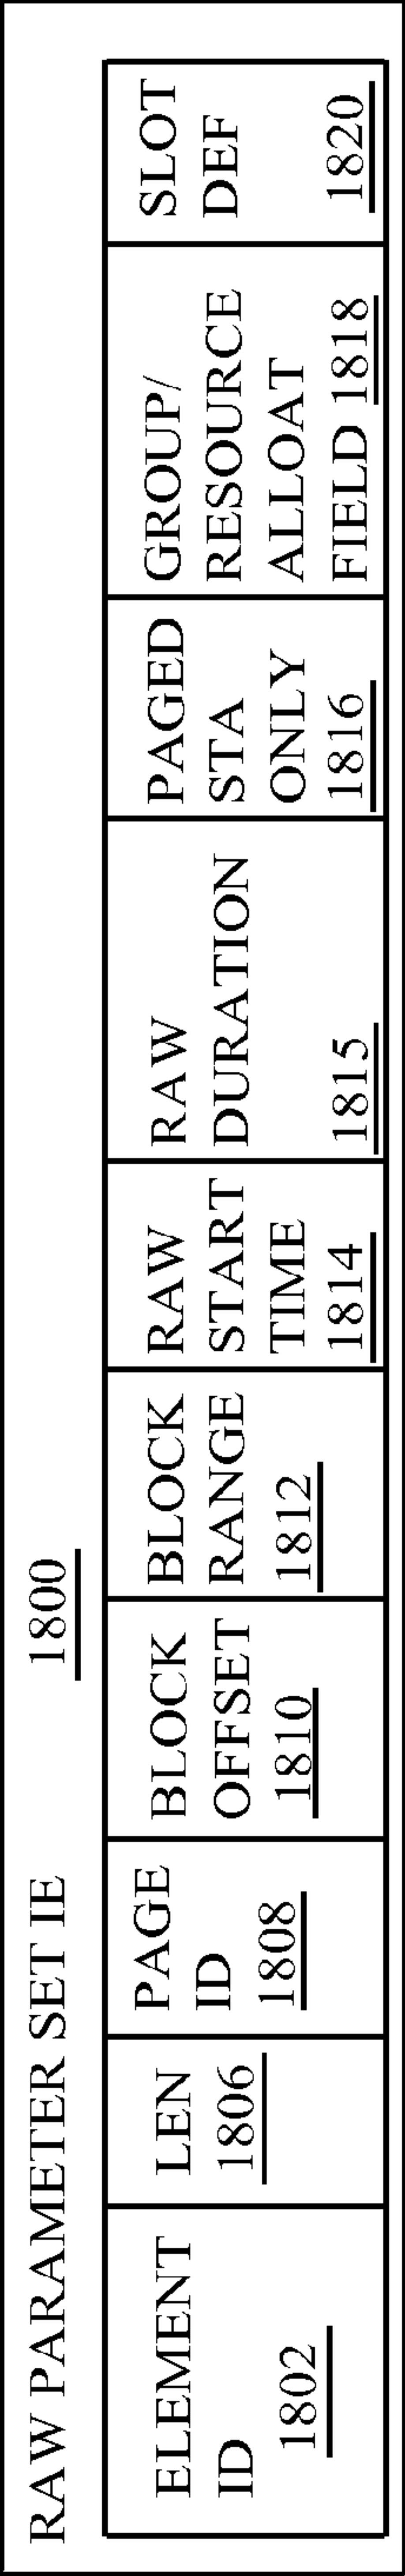 RAW PARAMETER SET IE 1800
ELEMENT
ID
1802
LEN
1806
PAGE
ID
1808
BLOCK
OFFSET
1810
BLOCK
RANGE
1812
RAW
START
TIME
1814
RAW
DURATION
1815
PAGED
STA
ONLY
1816
GROUP/
RESOURCE
ALLOAT
FIELD 1818
SLOT
DEF
1820